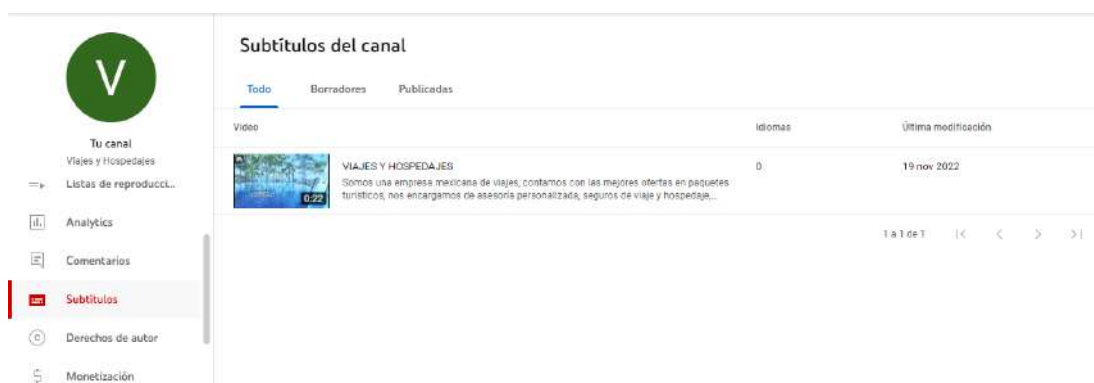 V
Tu canal
Viajes y Hospedajes
Listas de reproducci...
Analytics
Comentarios
Subtítulos
Derechos de autor
Monetización
Subtítulos del canal
Todo Borradores Publicadas
Video Idiomas Última modificación
0:22
VIAJES Y HOSPEDAJES 0 19 nov 2022
Somos una empresa mexicana de viajes, contamos con las mejores ofertas en paquetes
turísticos, nos encargamos de asesoría personalizada, seguros de viaje y hospedaje,...
1 a 1 de 1